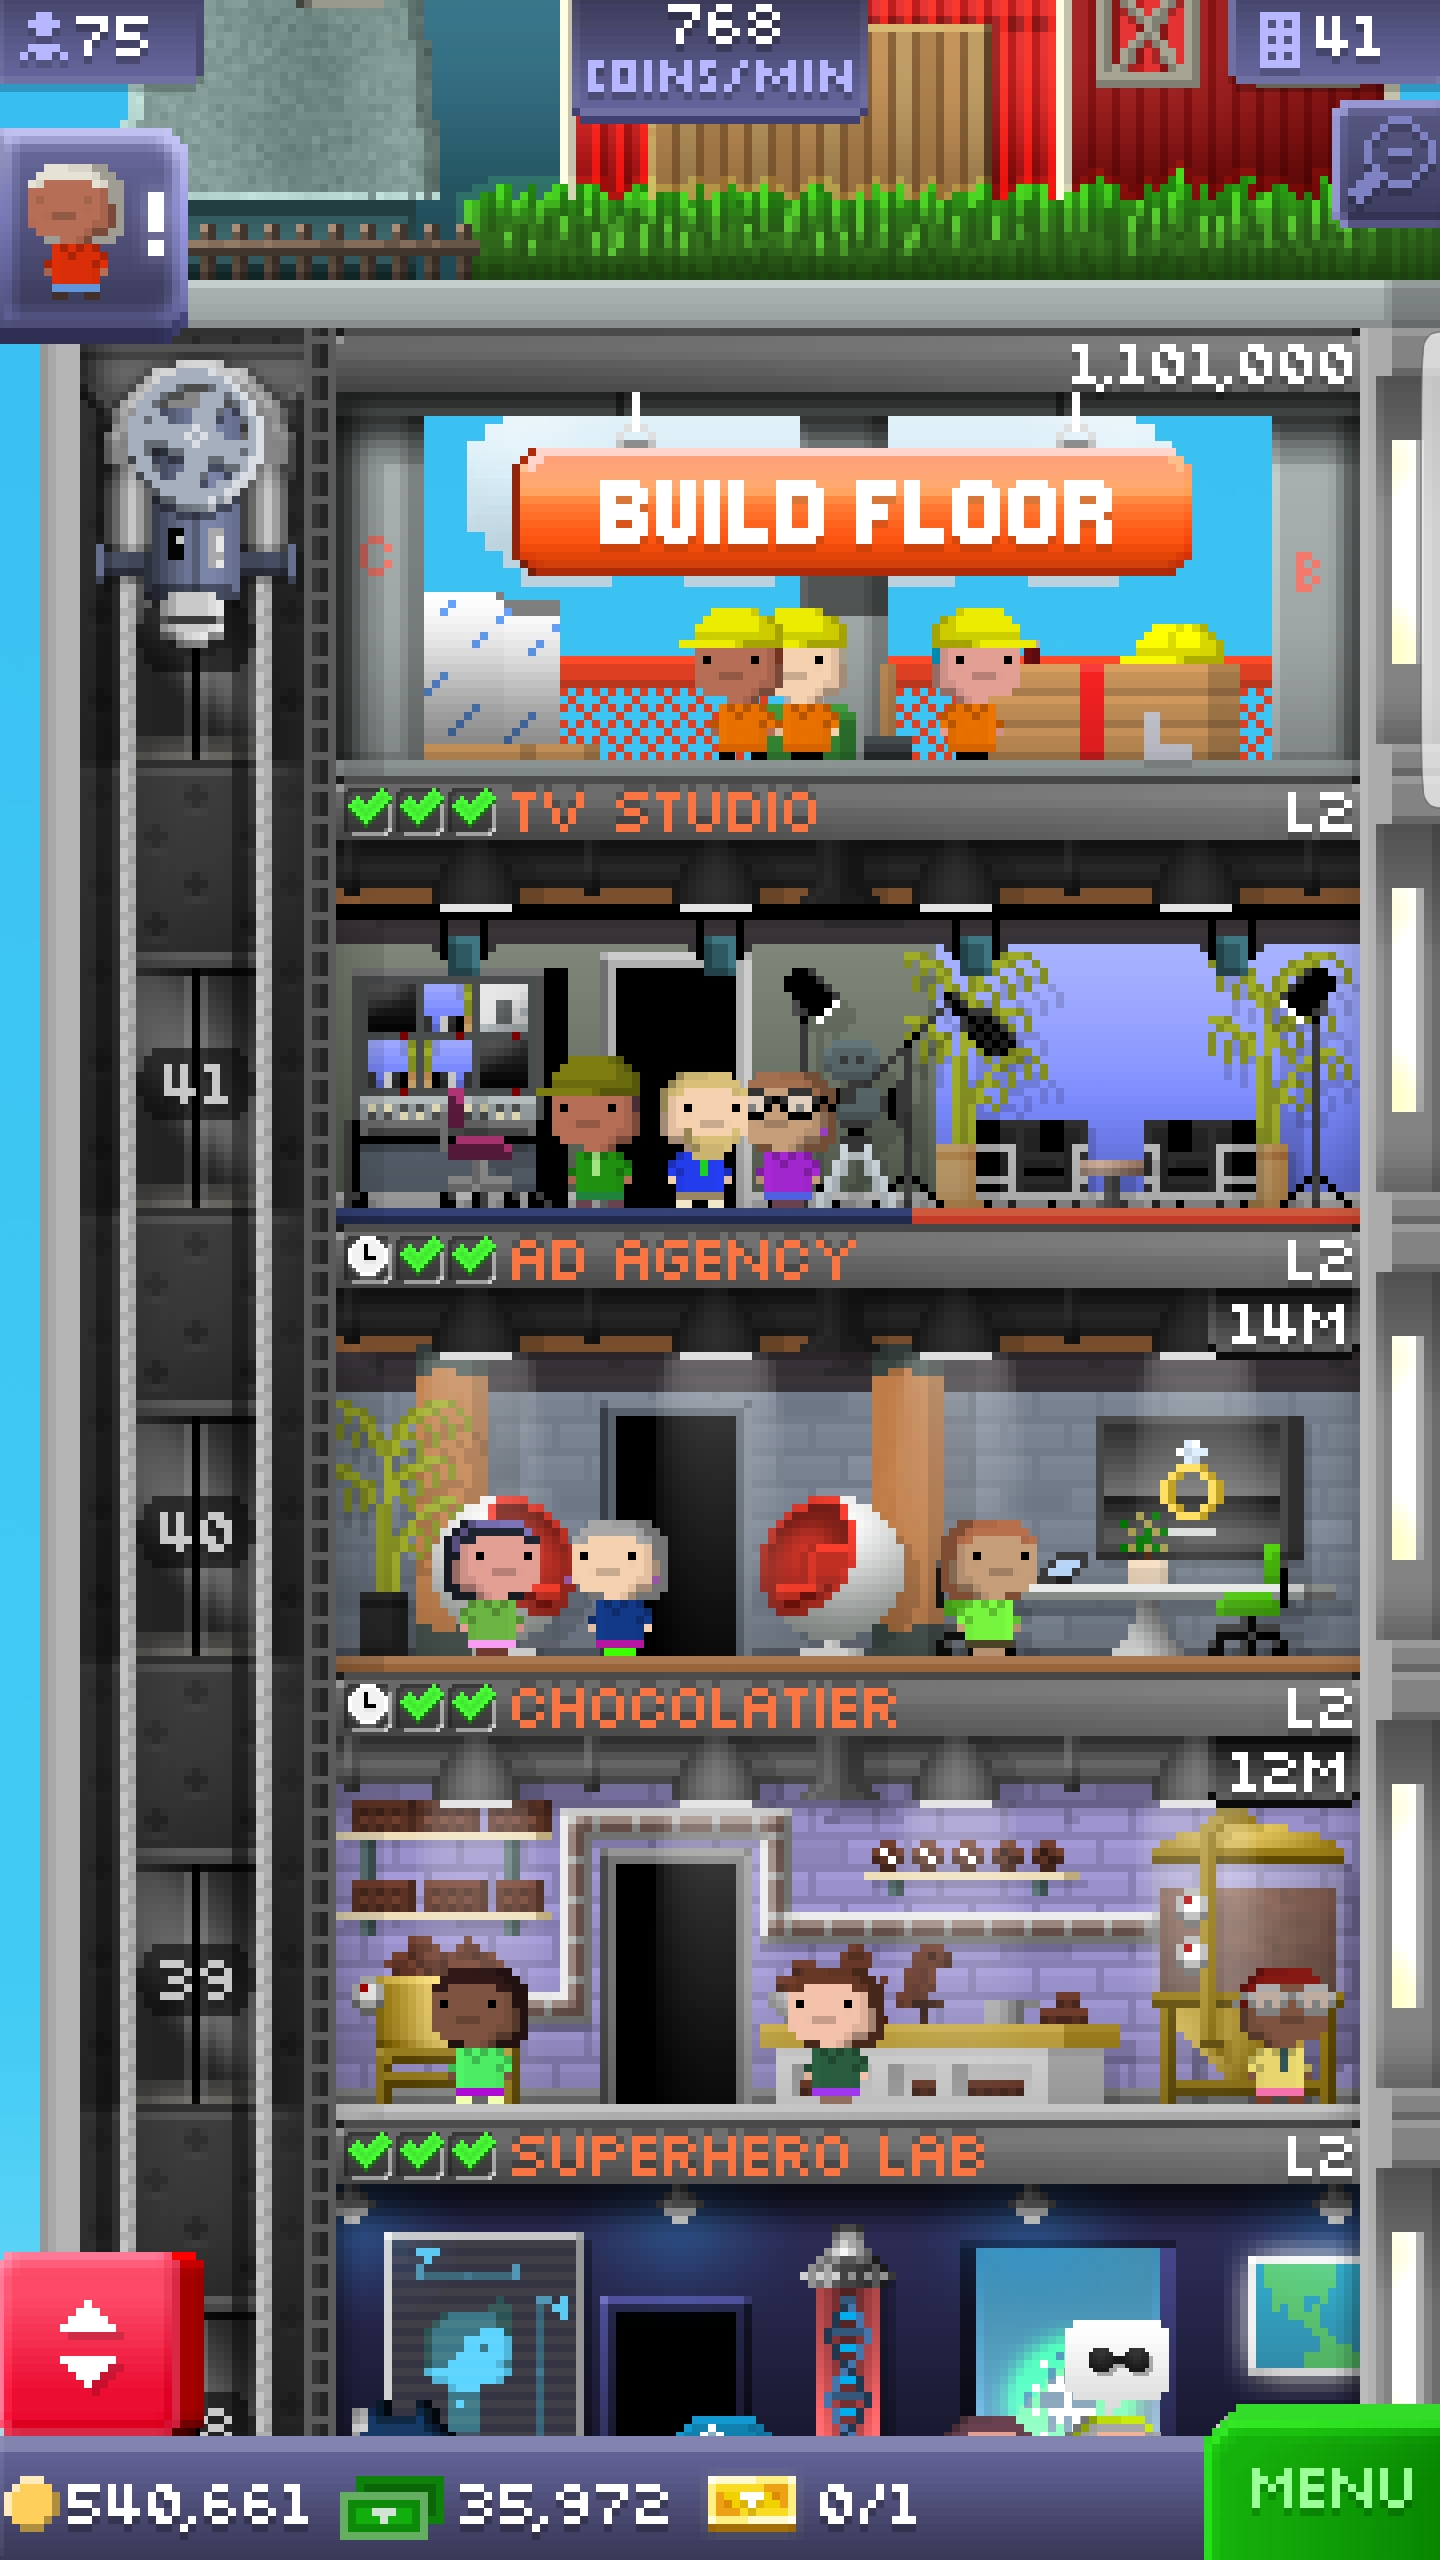 75
768
COINS/MIN
41
!
1,101,000
BUILD FLOOR
C
B
TV STUDIO
L2
41
AD AGENCY
L2
14M
40
CHOCOLATIER
L2
12M
39
SUPERHERO LAB
L2
540,661
35,972
0/1
MENU